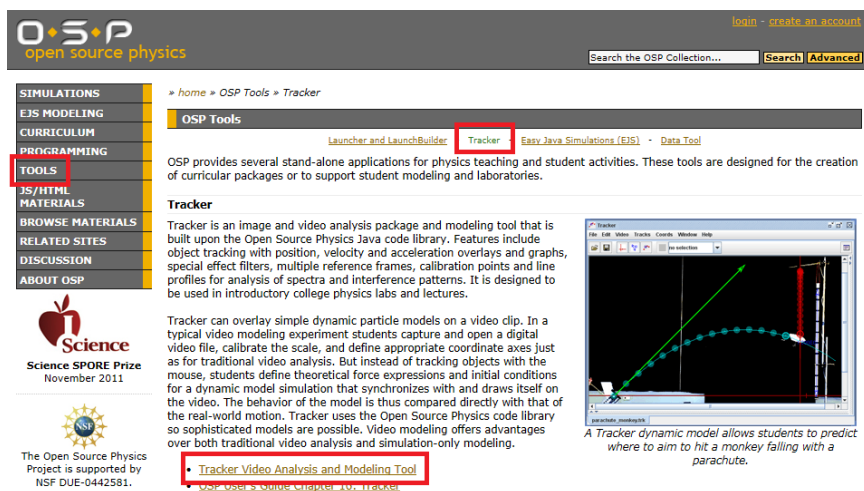 O·S·P
open source physics
login - create an account
Search the OSP Collection...
Search
Advanced
SIMULATIONS
EJS MODELING
CURRICULUM
PROGRAMMING
TOOLS
JS/HTML
MATERIALS
BROWSE MATERIALS
RELATED SITES
DISCUSSION
ABOUT OSP
1
Science
Science SPORE Prize
November 2011
NSF
The Open Source Physics
Project is supported by
NSF DUE-0442581.
» home » OSP Tools » Tracker
OSP Tools
Launcher and LaunchBuilder Tracker - Easy Java Simulations (EJS) - Data Tool
OSP provides several stand-alone applications for physics teaching and student activities. These tools are designed for the creation
of curricular packages or to support student modeling and laboratories.
Tracker
Tracker is an image and video analysis package and modeling tool that is
built upon the Open Source Physics Java code library. Features include
object tracking with position, velocity and acceleration overlays and graphs,
special effect filters, multiple reference frames, calibration points and line
profiles for analysis of spectra and interference patterns. It is designed to
be used in introductory college physics labs and lectures.
Tracker can overlay simple dynamic particle models on a video clip. In a
typical video modeling experiment students capture and open a digital
video file, calibrate the scale, and define appropriate coordinate axes just
as for traditional video analysis. But instead of tracking objects with the
mouse, students define theoretical force expressions and initial conditions
for a dynamic model simulation that synchronizes with and draws itself on
the video. The behavior of the model is thus compared directly with that of
the real-world motion. Tracker uses the Open Source Physics code library
so sophisticated models are possible. Video modeling offers advantages
over both traditional video analysis and simulation-only modeling.
• Tracker Video Analysis and Modeling Tool
• OSP User's Guide Chapter 16: Tracker
Tracker
File Edit Video Tracks Coords Window Help
no selection
parachute_monkey.trk
A Tracker dynamic model allows students to predict
where to aim to hit a monkey falling with a
parachute.